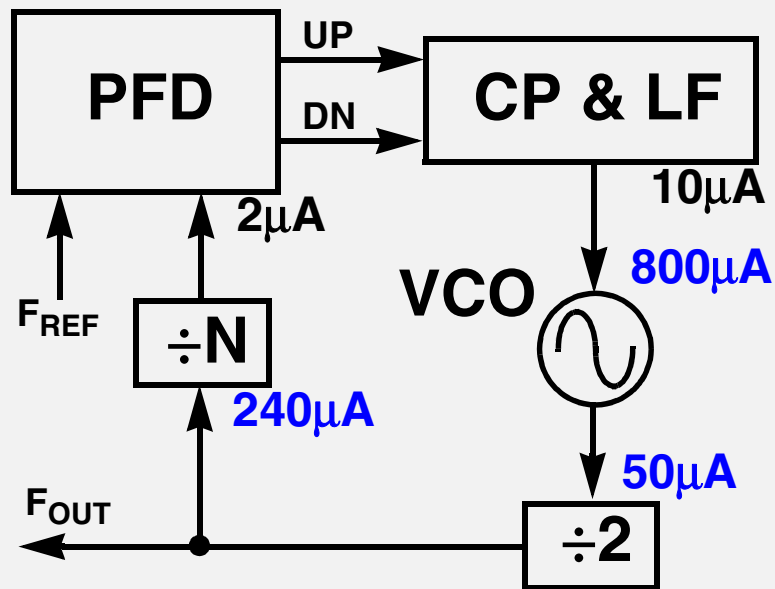 UP
PFD
CP & LF
DN
10μA
2μA
800μA
VCO
F_REF
÷N
240μA
50μA
F_OUT
÷2